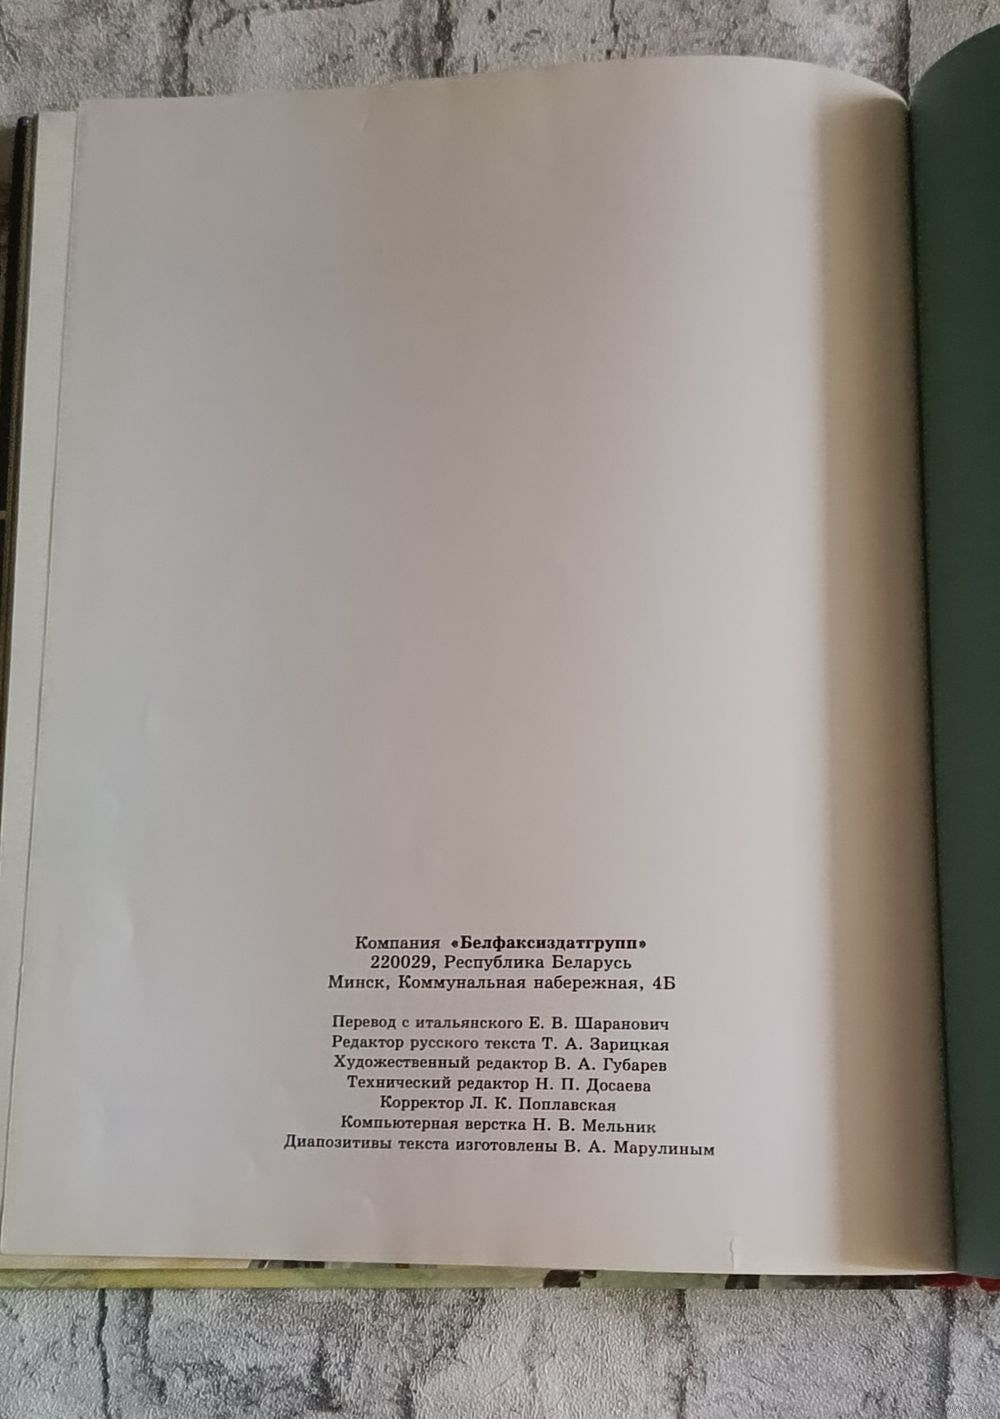 Компания «Белфаксиздатгрупп»
220029, Республика Беларусь
Минск, Коммунальная набережная, 4Б
Перевод с итальянского Е. В. Шаранович
Редактор русского текста Т. А. Зарицкая
Художественный редактор В. А. Губарев
Технический редактор Н. П. Досаева
Корректор Л. К. Поплавская
Компьютерная верстка Н. В. Мельник
Диапозитивы текста изготовлены В. А. Марулиным